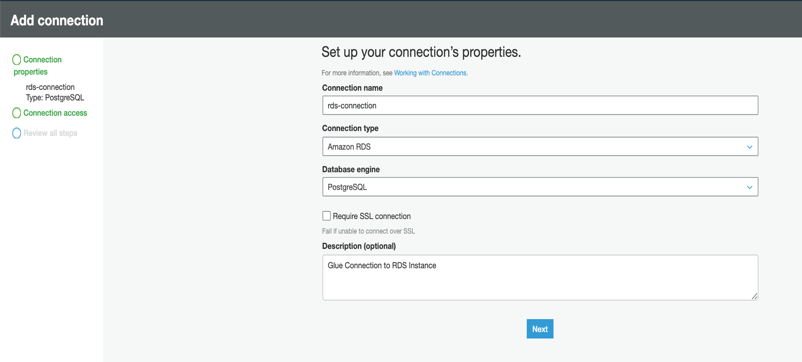 Add connection
Connection
properties
rds-connection
Type: PostgreSQL
Connection access
Review all steps
Set up your connection's properties.
For more information, see Working with Connections.
Connection name
rds-connection
Connection type
Amazon RDS
Database engine
PostgreSQL
Require SSL connection
Fail if unable to connect over SSL
Description (optional)
Glue Connection to RDS Instance
Next